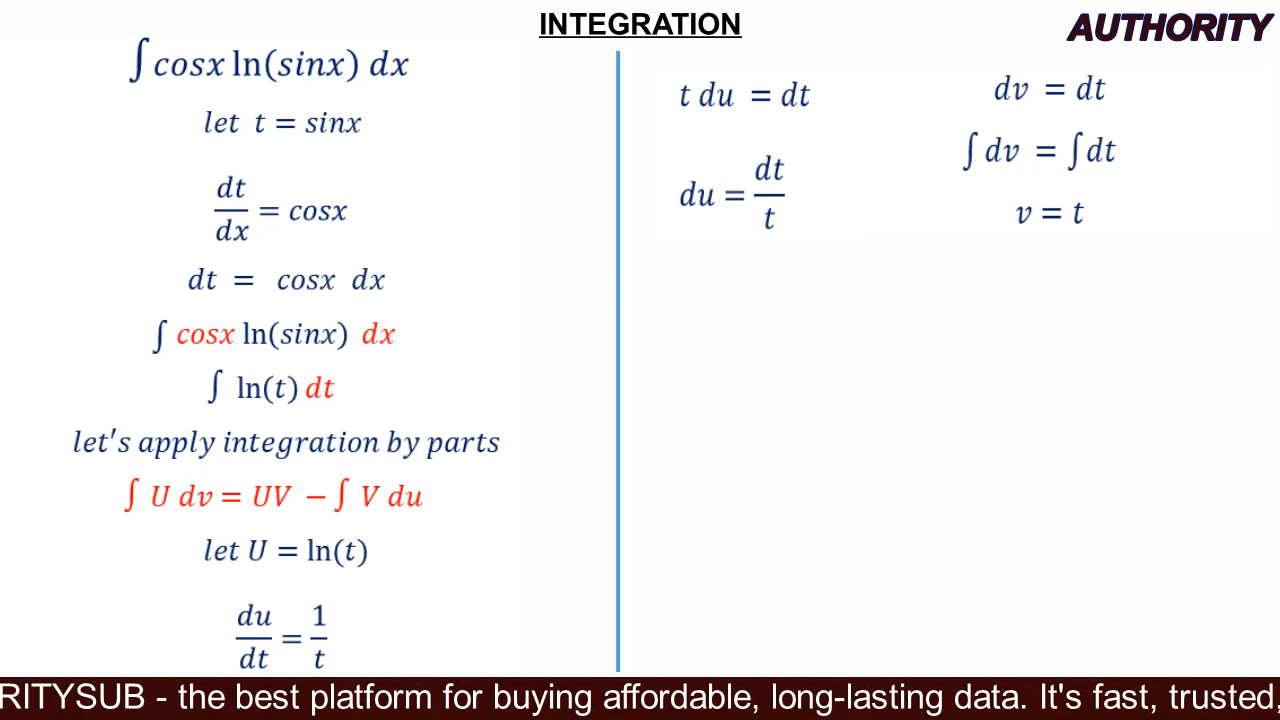 INTEGRATION
AUTHORITY
∫ cosx ln(sinx) dx
let t = sinx
dt/dx = cosx
dt = cosx dx
∫ cosx ln(sinx) dx
∫ ln(t) dt
let's apply integration by parts
∫ U dv = UV − ∫ V du
let U = ln(t)
du/dt = 1/t
t du = dt
du = dt/t
dv = dt
∫ dv = ∫ dt
v = t
RITYSUB - the best platform for buying affordable, long-lasting data. It's fast, trusted,